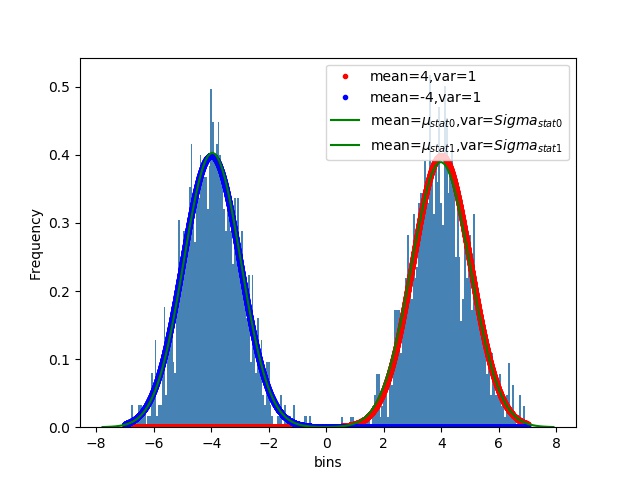 mean=4,var=1
mean=-4,var=1
mean=μstat0,var=Sigmastat0
mean=μstat1,var=Sigmastat1
Frequency
0.5
0.4
0.3
0.2
0.1
0.0
−8 −6 −4 −2 0 2 4 6 8
bins